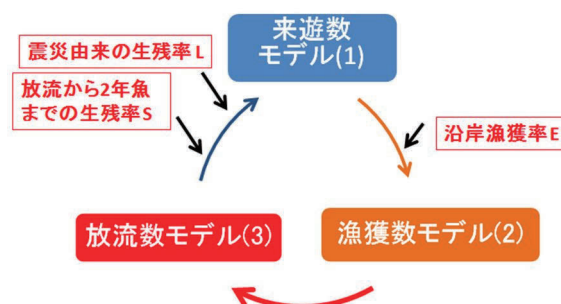 来遊数
モデル(1)
震災由来の生残率L
放流から2年魚
までの生残率S
沿岸漁獲率E
放流数モデル(3)
漁獲数モデル(2)